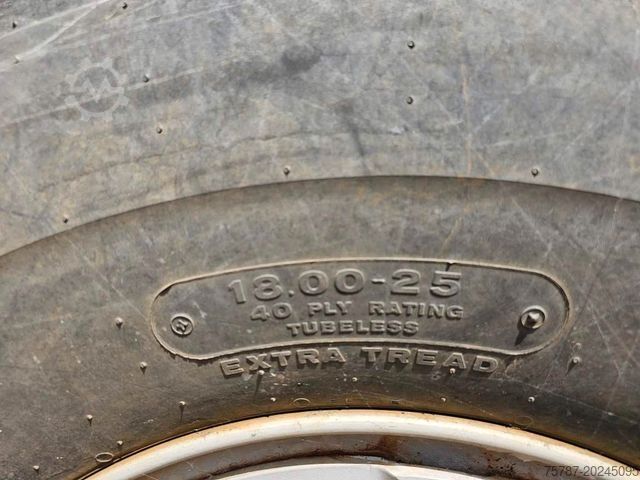 18.00-25
40 PLY RATING
TUBELESS
EXTRA TREAD
75787-20245095